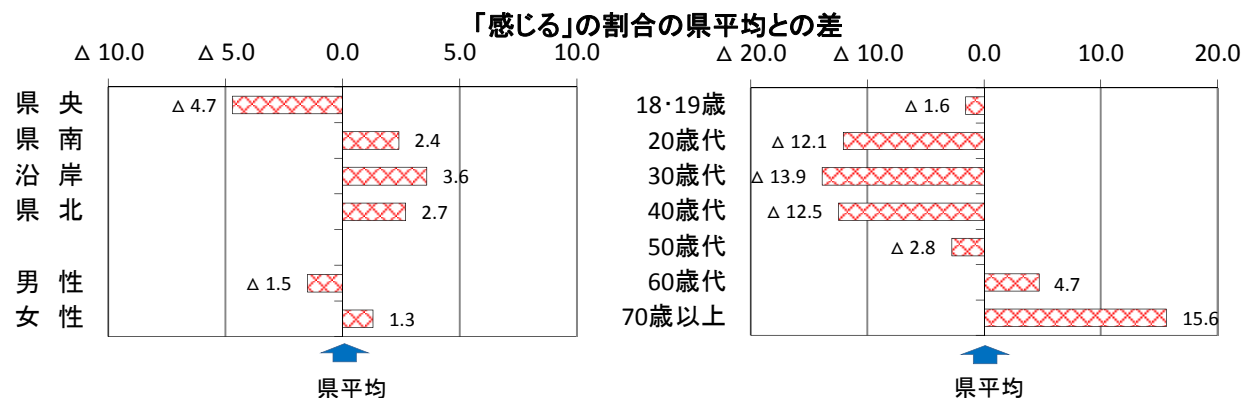 「感じる」の割合の県平均との差
△ 10.0 △ 5.0 0.0 5.0 10.0
県 央 △ 4.7
県 南 2.4
沿 岸 3.6
県 北 2.7
男 性 △ 1.5
女 性 1.3
県平均
△ 20.0 △ 10.0 0.0 10.0 20.0
18･19歳 △ 1.6
20歳代 △ 12.1
30歳代 △ 13.9
40歳代 △ 12.5
50歳代 △ 2.8
60歳代 4.7
70歳以上 15.6
県平均